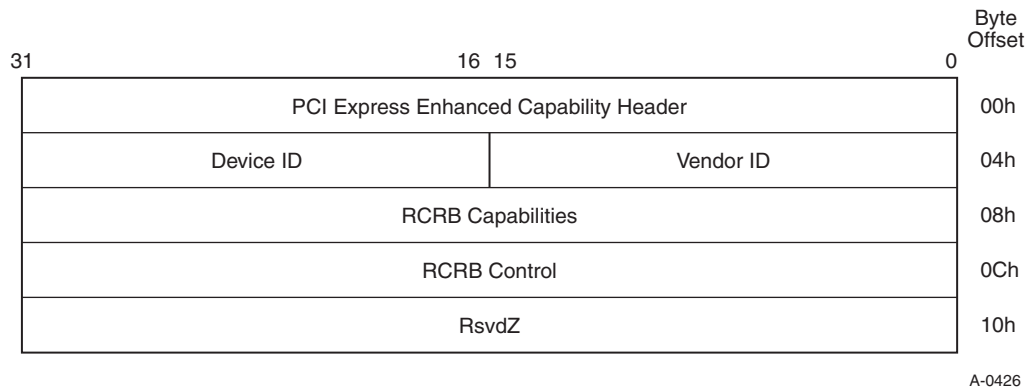 Byte
Offset
31 16 15 0
PCI Express Enhanced Capability Header 00h
Device ID Vendor ID 04h
RCRB Capabilities 08h
RCRB Control 0Ch
RsvdZ 10h
A-0426